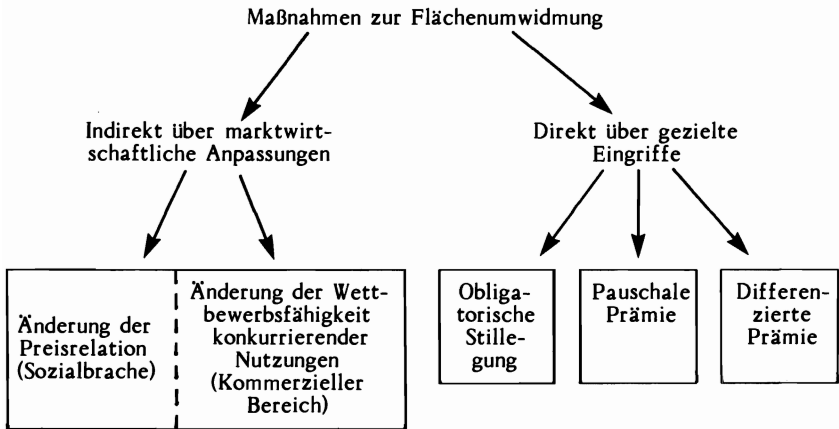 Maßnahmen zur Flächenumwidmung
Indirekt über marktwirt-
schaftliche Anpassungen
Direkt über gezielte
Eingriffe
Änderung der
Preisrelation
(Sozialbrache)
Änderung der Wett-
bewerbsfähigkeit
konkurrierender
Nutzungen
(Kommerzieller
Bereich)
Obliga-
torische
Stille-
gung
Pauschale
Prämie
Differen-
zierte
Prämie